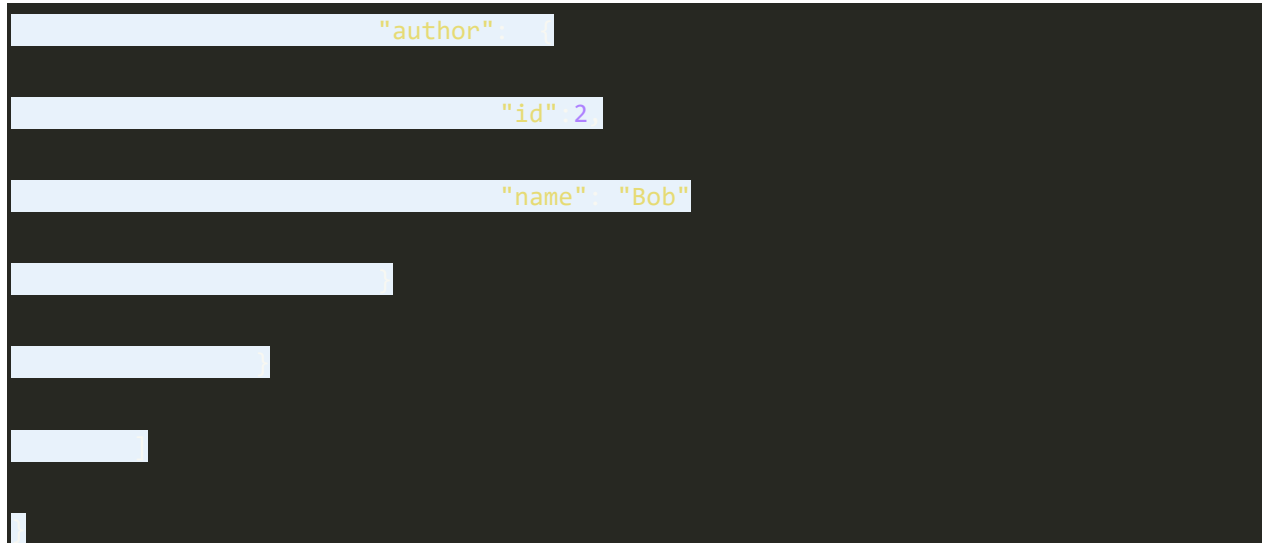 "author":  {
"id":2,
"name": "Bob"
}
}
]
}